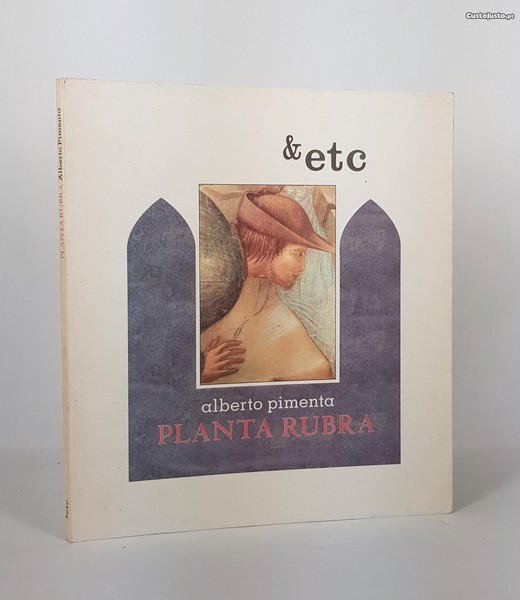 CustoJusto.pt
PLANTA RUBRA Alberto Pimenta
& etc
alberto pimenta
PLANTA RUBRA